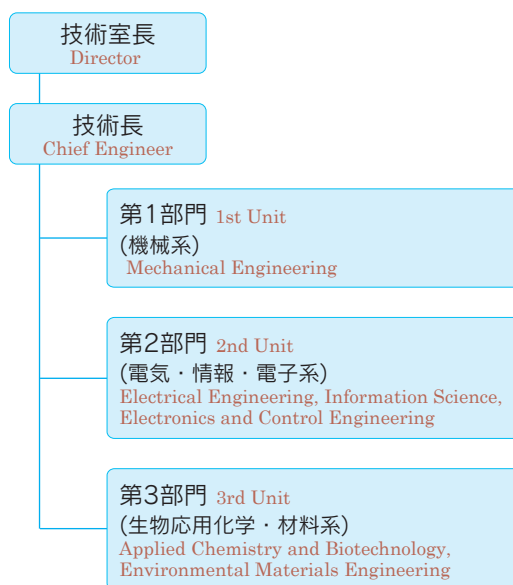 技術室長
Director
技術長
Chief Engineer
第1部門 1st Unit
(機械系)
Mechanical Engineering
第2部門 2nd Unit
(電気・情報・電子系)
Electrical Engineering, Information Science,
Electronics and Control Engineering
第3部門 3rd Unit
(生物応用化学・材料系)
Applied Chemistry and Biotechnology,
Environmental Materials Engineering